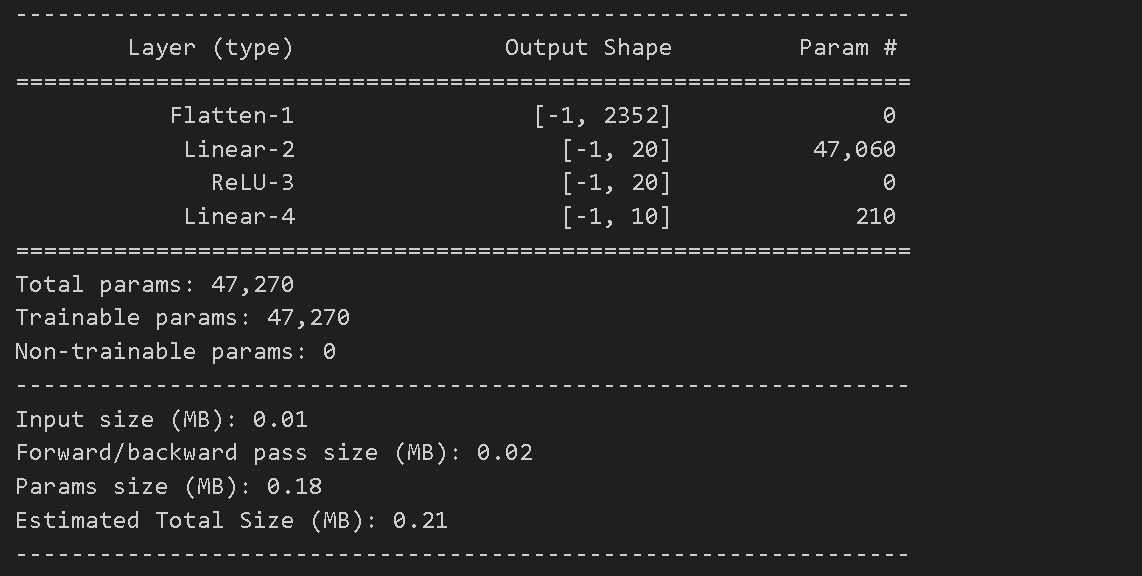 ----------------------------------------------------------------
Layer (type) Output Shape Param #
================================================================
Flatten-1 [-1, 2352] 0
Linear-2 [-1, 20] 47,060
ReLU-3 [-1, 20] 0
Linear-4 [-1, 10] 210
================================================================
Total params: 47,270
Trainable params: 47,270
Non-trainable params: 0
----------------------------------------------------------------
Input size (MB): 0.01
Forward/backward pass size (MB): 0.02
Params size (MB): 0.18
Estimated Total Size (MB): 0.21
----------------------------------------------------------------